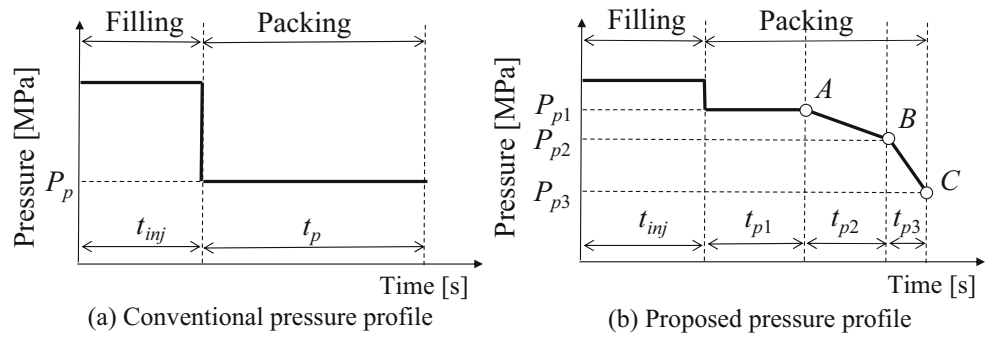 Filling Packing
Pressure [MPa]
P_p
t_inj t_p
Time [s]
(a) Conventional pressure profile
Filling Packing
Pressure [MPa]
A
P_p1
B
P_p2
C
P_p3
t_inj t_p1 t_p2 t_p3
Time [s]
(b) Proposed pressure profile